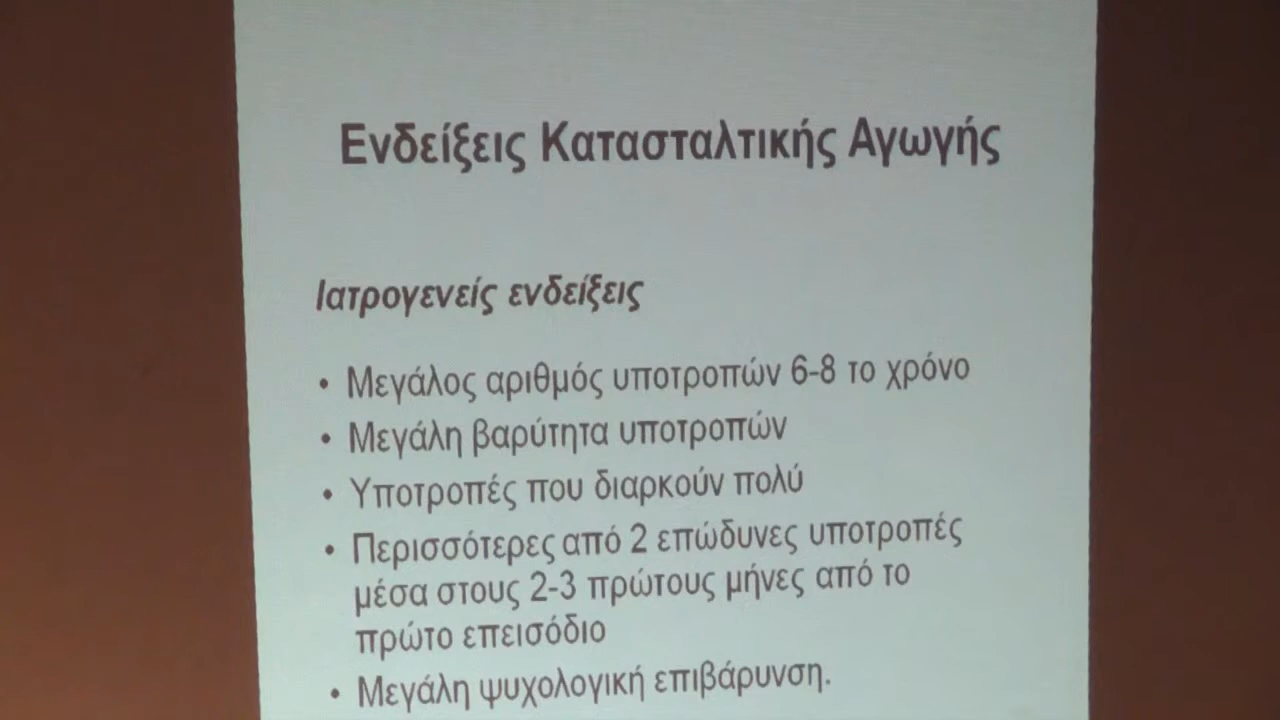 Ενδείξεις Κατασταλτικής Αγωγής
Ιατρογενείς ενδείξεις
• Μεγάλος αριθμός υποτροπών 6-8 το χρόνο
• Μεγάλη βαρύτητα υποτροπών
• Υποτροπές που διαρκούν πολύ
• Περισσότερες από 2 επώδυνες υποτροπές
μέσα στους 2-3 πρώτους μήνες από το
πρώτο επεισόδιο
• Μεγάλη ψυχολογική επιβάρυνση.